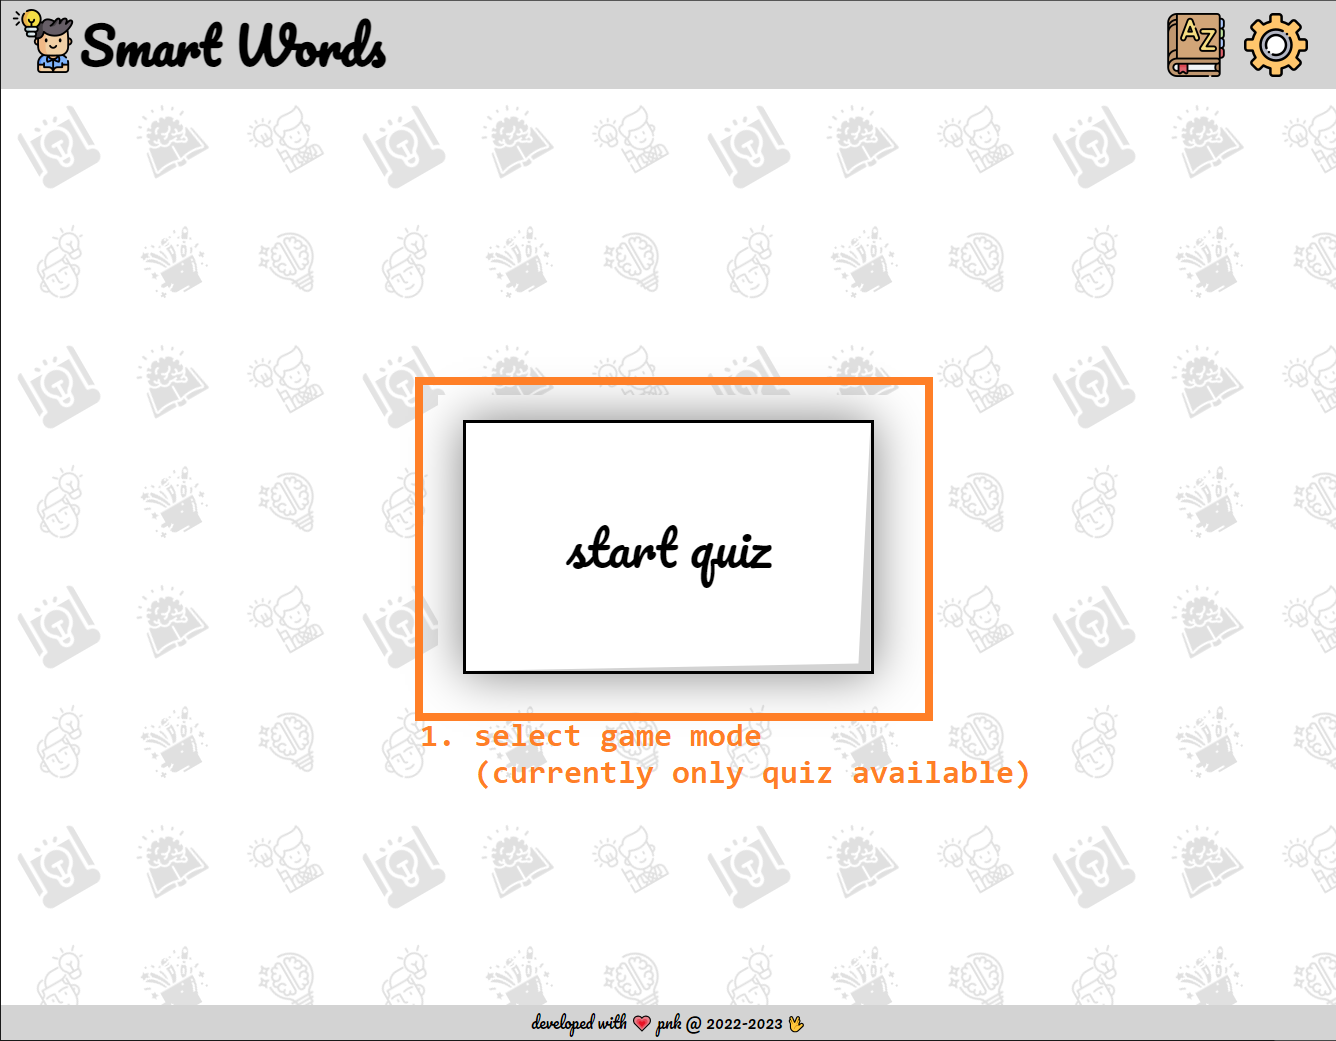 Smart Words
A Z
start quiz
1. select game mode
(currently only quiz available)
developed with ❤️ pnk @ 2022-2023 🖖